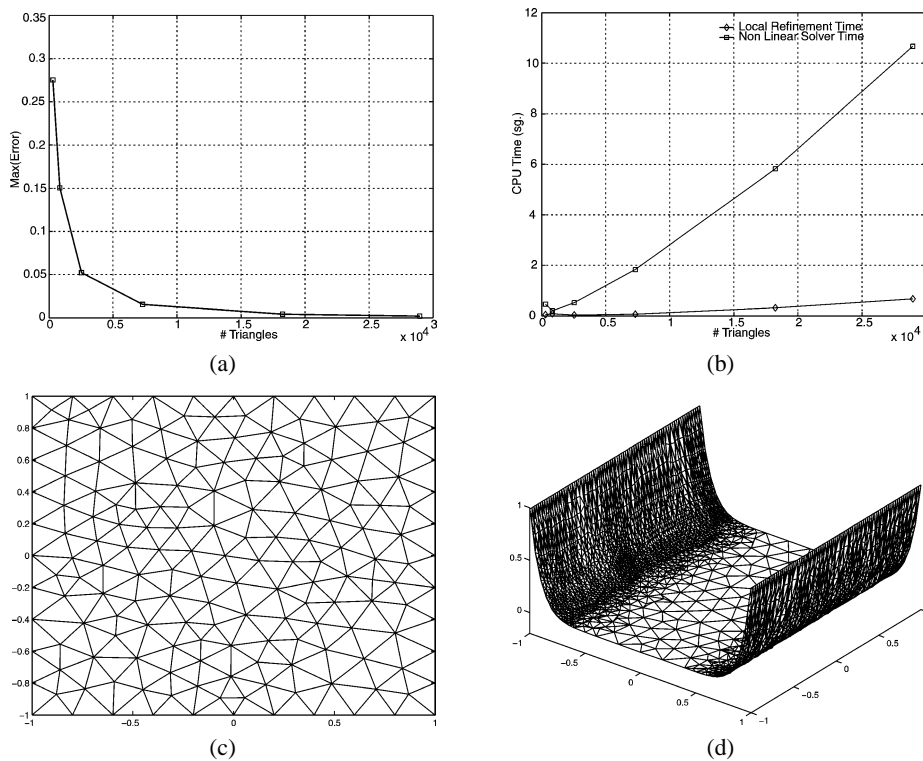 0.35
0.3
0.25
0.2
0.15
0.1
0.05
0
Max(Error)
0 0.5 1 1.5 2 2.5 3
# Triangles
x 10^4
(a)
Local Refinement Time
Non Linear Solver Time
12
10
8
6
4
2
0
CPU Time (sg.)
0 0.5 1 1.5 2 2.5
# Triangles
x 10^4
(b)
1
0.8
0.6
0.4
0.2
0
-0.2
-0.4
-0.6
-0.8
-1
-1 -0.5 0 0.5 1
(c)
1
0.5
0
-1
-0.5
0
0.5
1
-1
-0.5
0
0.5
(d)